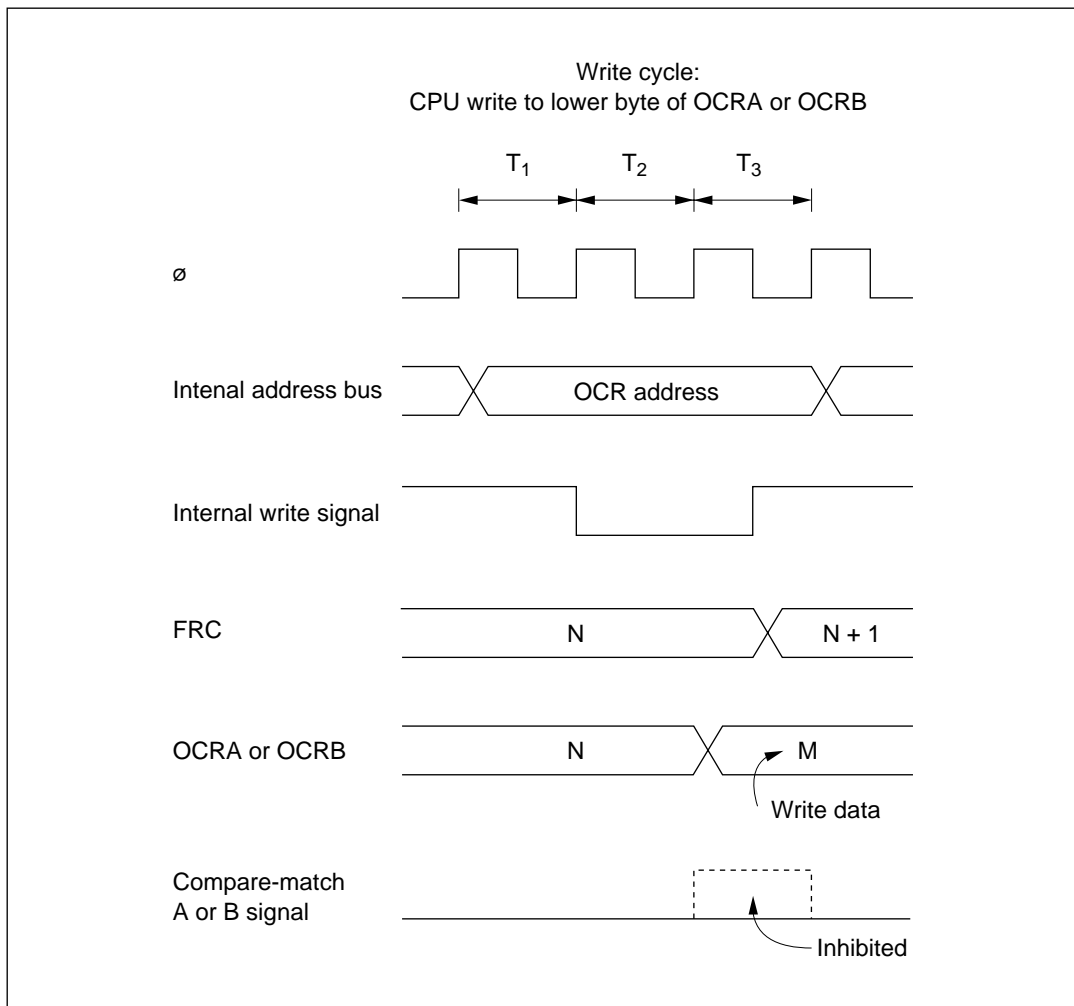 Write cycle:
CPU write to lower byte of OCRA or OCRB
T1 T2 T3
ø
Intenal address bus
OCR address
Internal write signal
FRC
N
N + 1
OCRA or OCRB
N
M
Write data
Compare-match
A or B signal
Inhibited